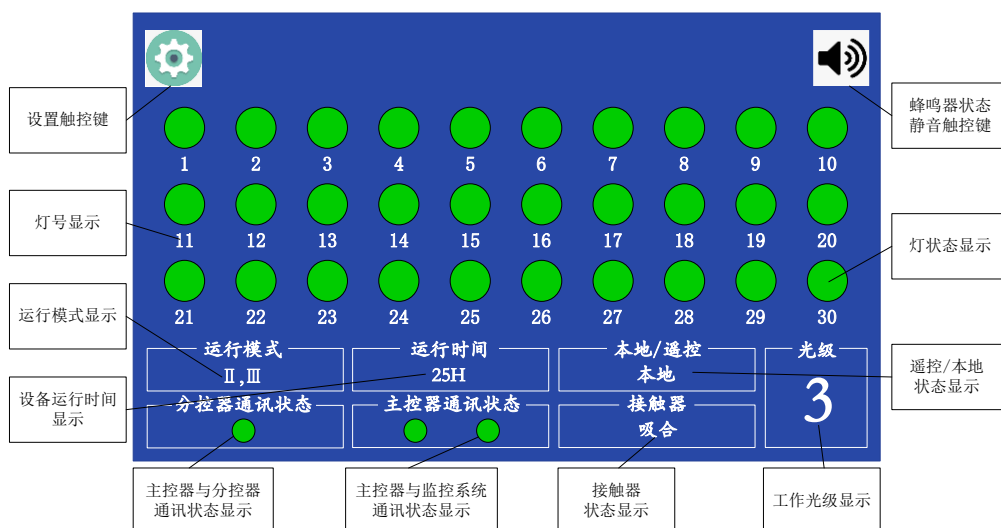 设置触控键
蜂鸣器状态
静音触控键
1 2 3 4 5 6 7 8 9 10
灯号显示
11 12 13 14 15 16 17 18 19 20
灯状态显示
21 22 23 24 25 26 27 28 29 30
运行模式显示
运行模式
Ⅱ,Ⅲ
运行时间
25H
本地/遥控
本地
光级
3
遥控/本地
状态显示
设备运行时间
显示
分控器通讯状态
主控器通讯状态
接触器
吸合
主控器与分控器
通讯状态显示
主控器与监控系统
通讯状态显示
接触器
状态显示
工作光级显示